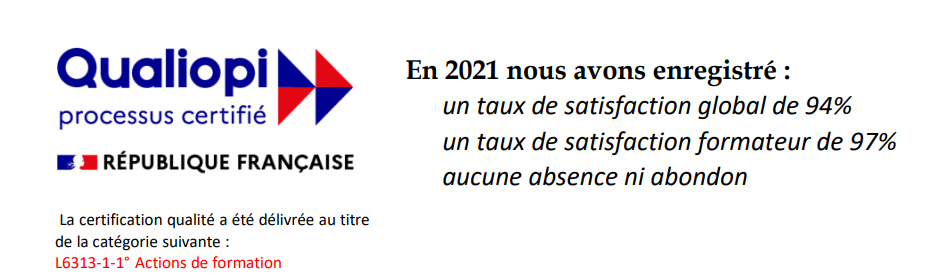 Qualiopi
processus certifié
RÉPUBLIQUE FRANÇAISE
La certification qualité a été délivrée au titre
de la catégorie suivante :
L6313-1-1° Actions de formation
En 2021 nous avons enregistré :
un taux de satisfaction global de 94%
un taux de satisfaction formateur de 97%
aucune absence ni abondon